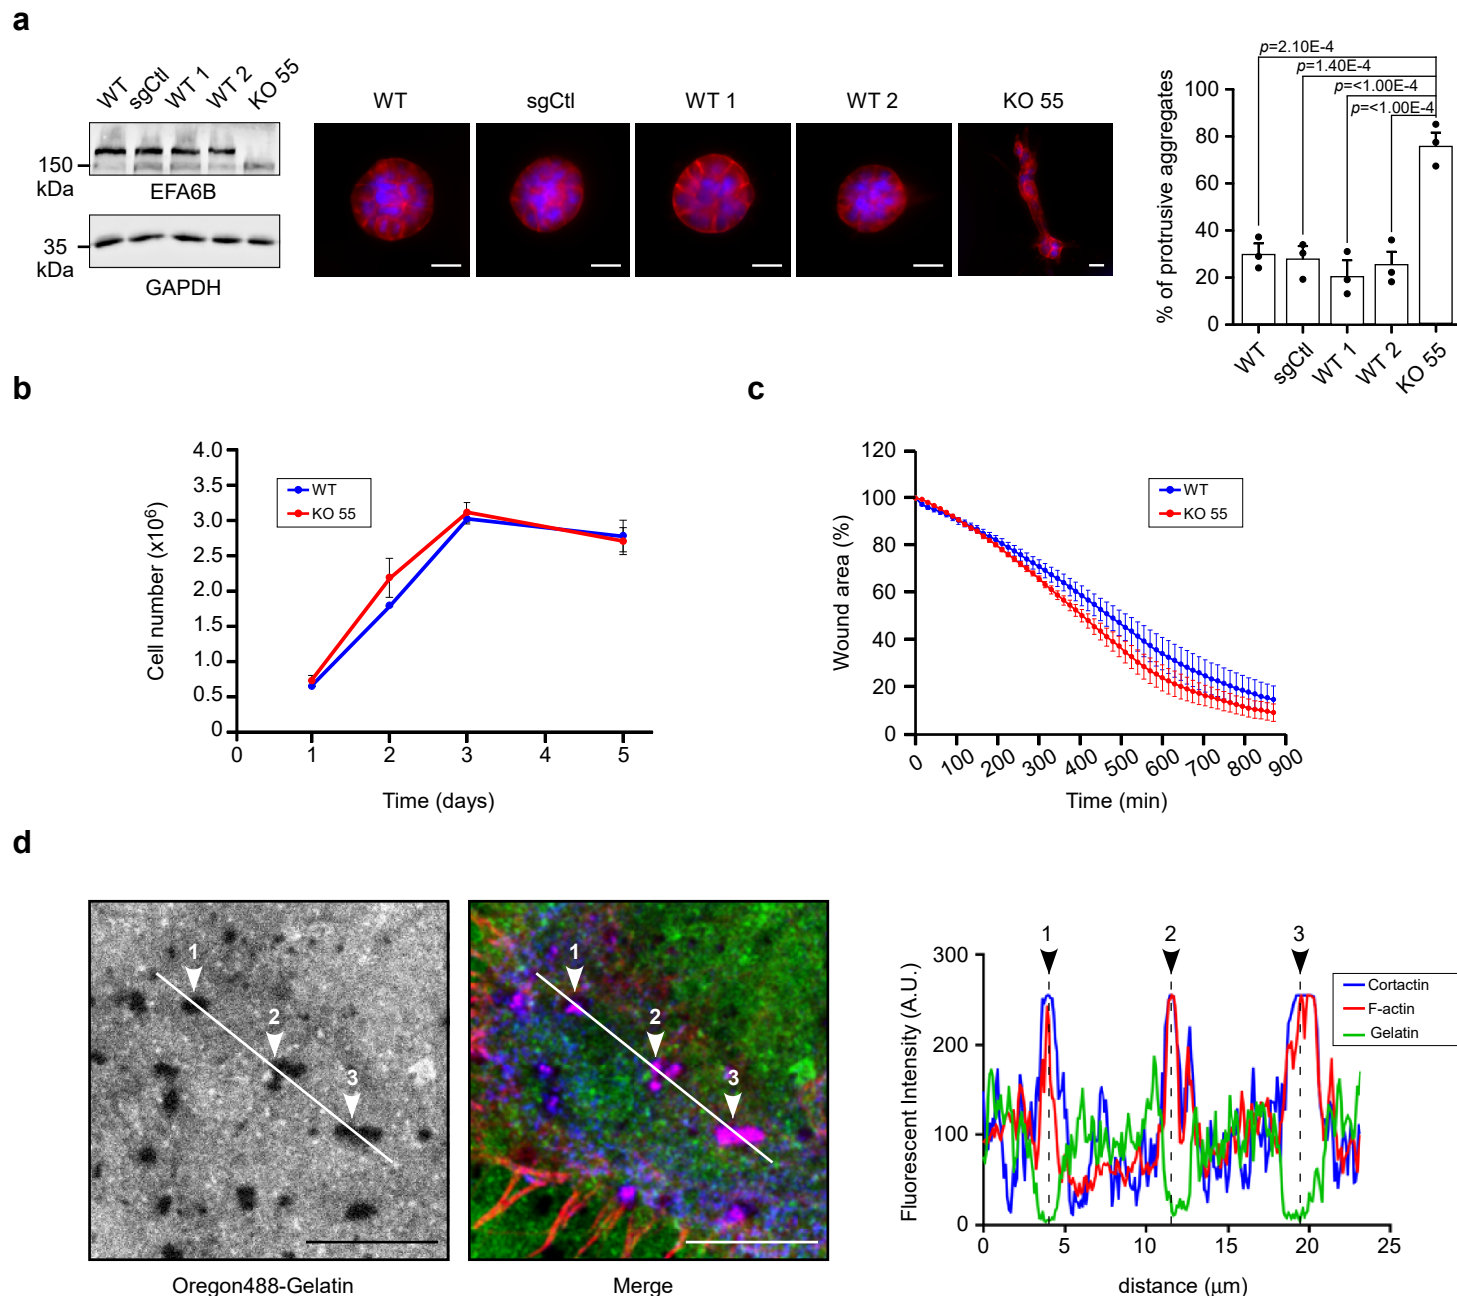 a
WT
sgCtl
WT 1
WT 2
KO 55
150
kDa
EFA6B
35
kDa
GAPDH
WT
sgCtl
WT 1
WT 2
KO 55
p=2.10E-4
p=1.40E-4
p=<1.00E-4
p=<1.00E-4
% of protrusive aggregates
100
80
60
40
20
0
WT
sgCtl
WT 1
WT 2
KO 55
b
Cell number (x10⁶)
4.0
3.5
3.0
2.5
2.0
1.5
1.0
0.5
0
WT
KO 55
0
1
2
3
4
5
Time (days)
c
Wound area (%)
120
100
80
60
40
20
0
WT
KO 55
0
100
200
300
400
500
600
700
800
900
Time (min)
d
1
2
3
Oregon488-Gelatin
1
2
3
Merge
Fluorescent Intensity (A.U.)
300
200
100
0
1
2
3
Cortactin
F-actin
Gelatin
0
5
10
15
20
25
distance (µm)